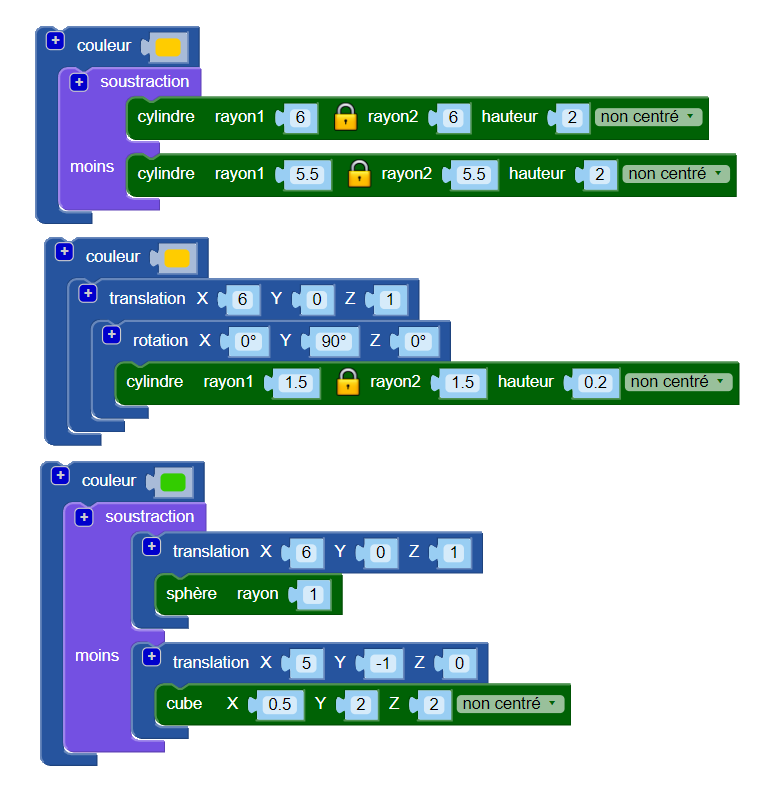 couleur
soustraction
cylindre rayon1 6 rayon2 6 hauteur 2 non centré
moins cylindre rayon1 5.5 rayon2 5.5 hauteur 2 non centré
couleur
translation X 6 Y 0 Z 1
rotation X 0° Y 90° Z 0°
cylindre rayon1 1.5 rayon2 1.5 hauteur 0.2 non centré
couleur
soustraction
translation X 6 Y 0 Z 1
sphère rayon 1
moins translation X 5 Y -1 Z 0
cube X 0.5 Y 2 Z 2 non centré